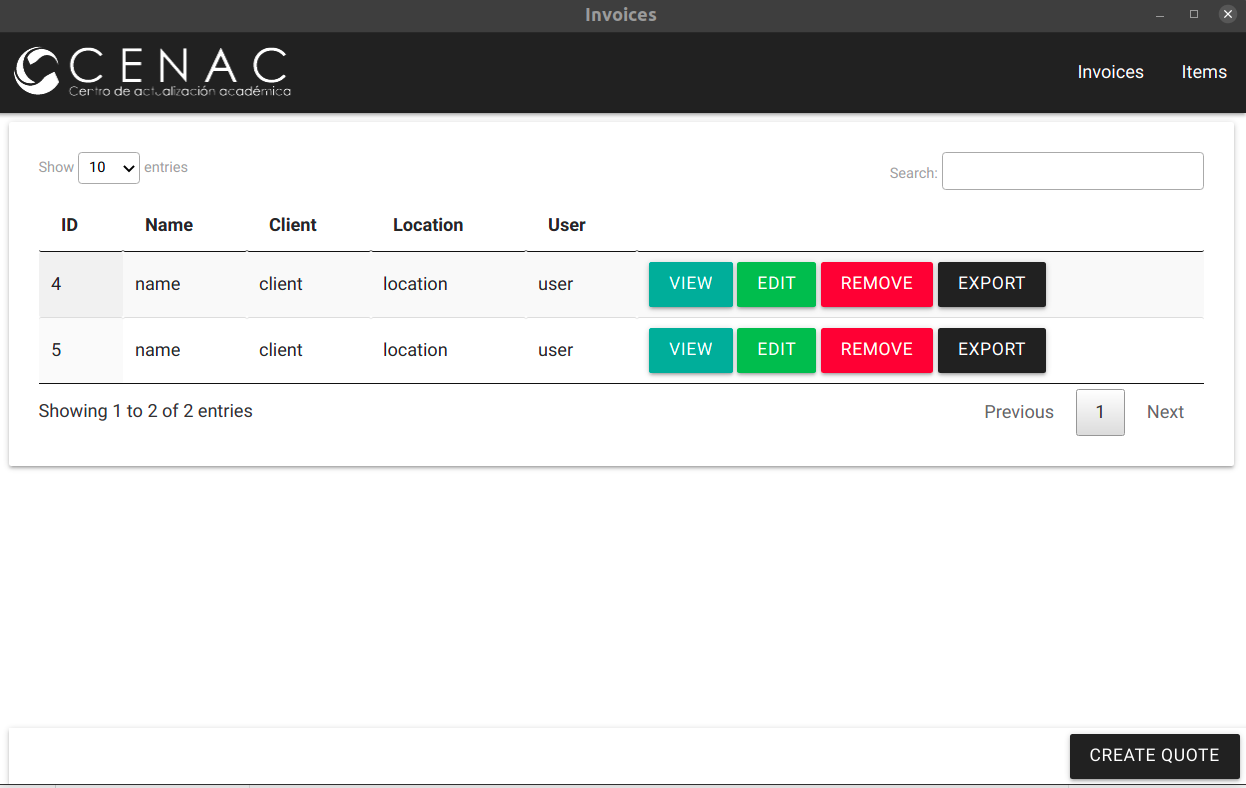 Invoices
CENAC
Centro de actualización académica
Invoices Items
Show 10 entries Search:
ID Name Client Location User
4 name client location user VIEW EDIT REMOVE EXPORT
5 name client location user VIEW EDIT REMOVE EXPORT
Showing 1 to 2 of 2 entries Previous 1 Next
CREATE QUOTE